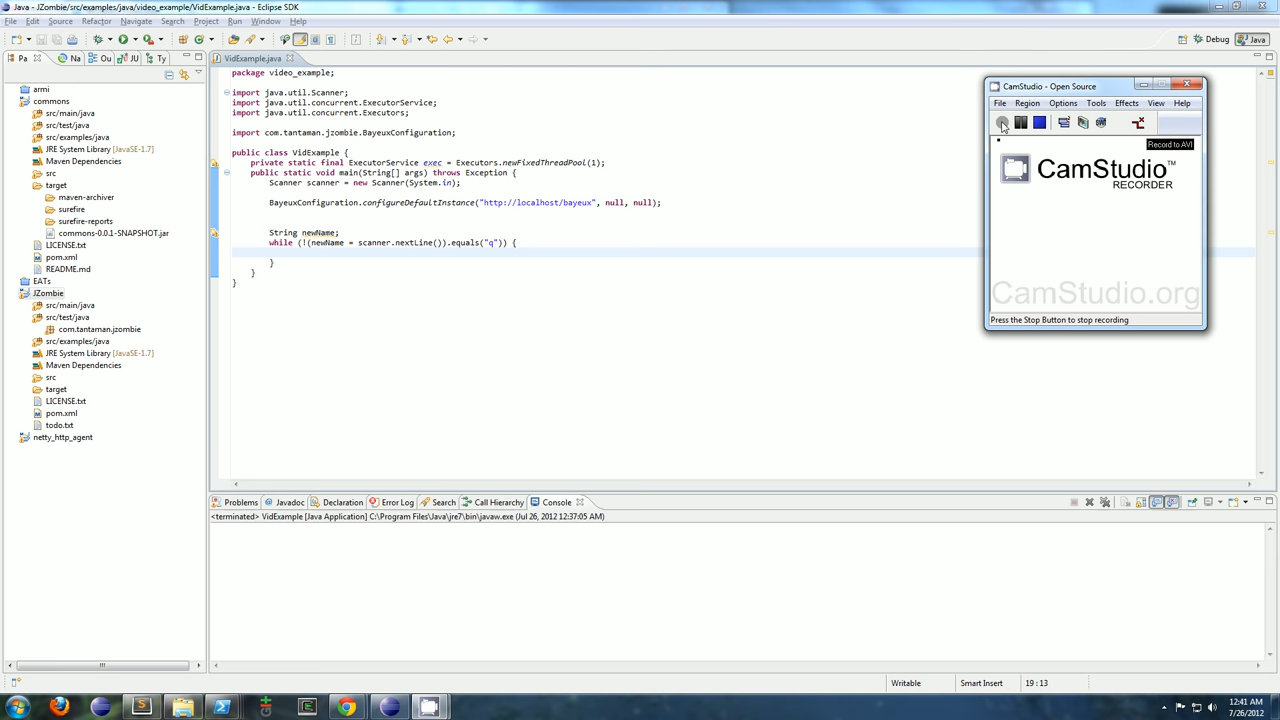 Java - JZombie/src/examples/java/video_example/VidExample.java - Eclipse SDK
File Edit Source Refactor Navigate Search Project Run Window Help
Debug Java
Pa Na Ou JU Ty
armi
commons
src/main/java
src/test/java
src/examples/java
JRE System Library [JavaSE-1.7]
Maven Dependencies
src
target
maven-archiver
surefire
surefire-reports
commons-0.0.1-SNAPSHOT.jar
LICENSE.txt
pom.xml
README.md
EATs
JZombie
src/main/java
src/test/java
com.tantaman.jzombie
src/examples/java
JRE System Library [JavaSE-1.7]
Maven Dependencies
src
target
LICENSE.txt
pom.xml
todo.txt
netty_http_agent
VidExample.java
package video_example;
import java.util.Scanner;
import java.util.concurrent.ExecutorService;
import java.util.concurrent.Executors;
import com.tantaman.jzombie.BayeuxConfiguration;
public class VidExample {
private static final ExecutorService exec = Executors.newFixedThreadPool(1);
public static void main(String[] args) throws Exception {
Scanner scanner = new Scanner(System.in);
BayeuxConfiguration.configureDefaultInstance("http://localhost/bayeux", null, null);
String newName;
while (!(newName = scanner.nextLine()).equals("q")) {
}
}
}
CamStudio - Open Source
File Region Options Tools Effects View Help
Record to AVI
CamStudio™
RECORDER
CamStudio.org
Press the Stop Button to stop recording
Problems Javadoc Declaration Error Log Search Call Hierarchy Console
<terminated> VidExample [Java Application] C:\Program Files\Java\jre7\bin\javaw.exe (Jul 26, 2012 12:37:05 AM)
Writable Smart Insert 19 : 13
12:41 AM
7/26/2012